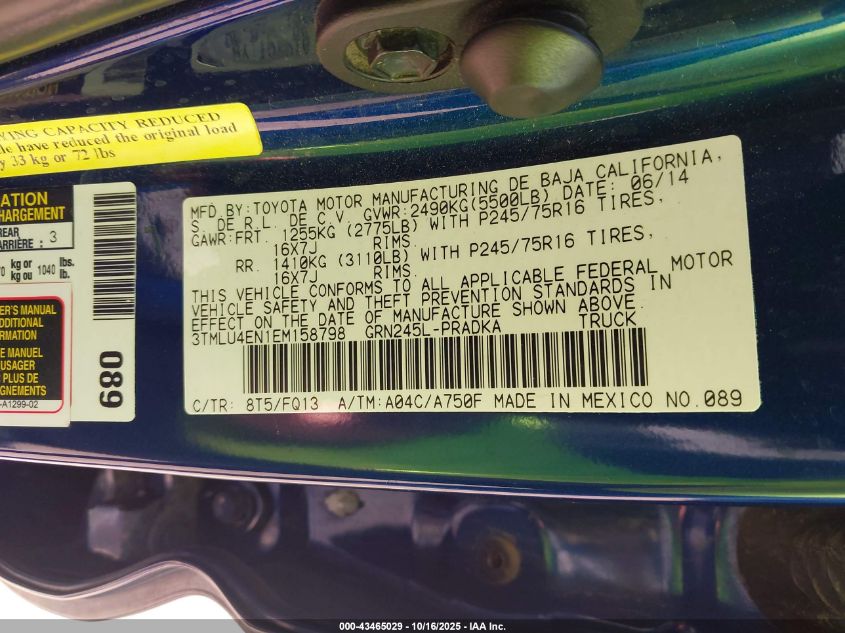 YING CAPACITY REDUCED
have reduced the original load
33 kg or 72 lbs
ATION
HARGEMENT
REAR
ARRIÈRE : 3
kg or 1040 lbs.
kg ou lb.
ER'S MANUAL
ADDITIONAL
LE MANUEL
PLUS DE
-A1299-02
089
MFD.BY:TOYOTA MOTOR MANUFACTURING DE BAJA CALIFORNIA,
S. DE R.L. DE C.V. GVWR:2490KG(5500LB) DATE: 06/14
GAWR:FRT. 1255KG (2775LB) WITH P245/75R16 TIRES,
16X7J RIMS.
RR. 1410KG (3110LB) WITH P245/75R16 TIRES,
16X7J RIMS.
THIS VEHICLE CONFORMS TO ALL APPLICABLE FEDERAL MOTOR
VEHICLE SAFETY AND THEFT PREVENTION STANDARDS IN
EFFECT ON THE DATE OF MANUFACTURE SHOWN ABOVE.
3TMLU4EN1EM158798 GRN245L-PRADKA TRUCK
C/TR: 8T5/FQ13 A/TM:A04C/A750F MADE IN MEXICO NO.089
000-43465029 - 10/16/2025 - IAA Inc.